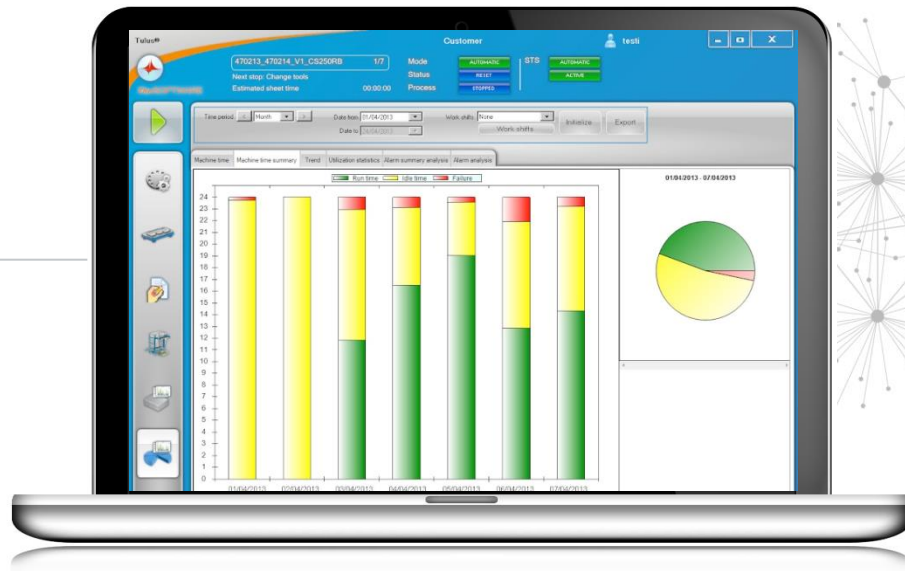 Tulus®
Customer
testi
470213_470214_V1_CS250RB 1/7
Mode AUTOMATIC
STS AUTOMATIC
Next stop: Change tools
Status RESET
ACTIVE
Estimated sheet time 00:00:00
Process STOPPED
Time period < Month >
Date from 01/04/2013
Work shifts None
Initialize
Export
Date to
Work shifts
Machine time
Machine time summary
Trend
Utilization statistics
Alarm summary analysis
Alarm analysis
Run time
Idle time
Failure
01/04/2013 - 07/04/2013
24
23
22
21
20
19
18
17
16
15
14
13
12
11
10
9
8
7
6
5
4
3
2
1
0
01/04/2013
02/04/2013
03/04/2013
04/04/2013
05/04/2013
06/04/2013
07/04/2013